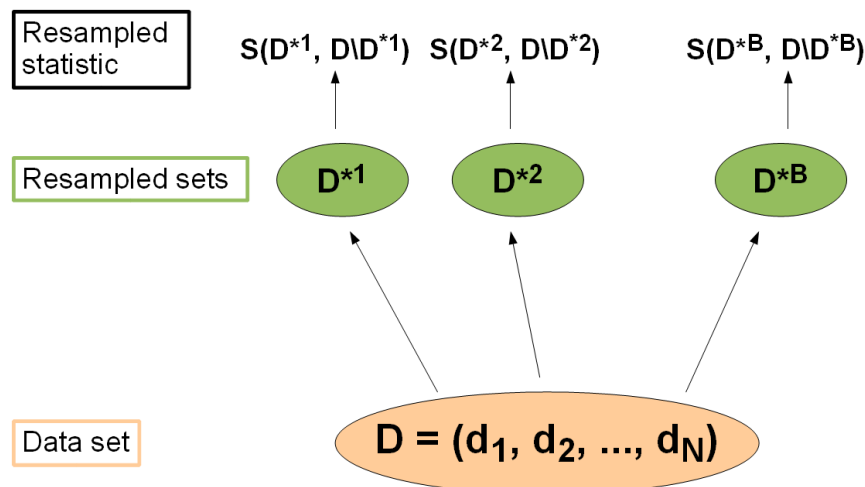 Resampled
statistic
S(D*1, D\D*1)
S(D*2, D\D*2)
S(D*B, D\D*B)
Resampled sets
D*1
D*2
D*B
Data set
D = (d1, d2, ..., dN)